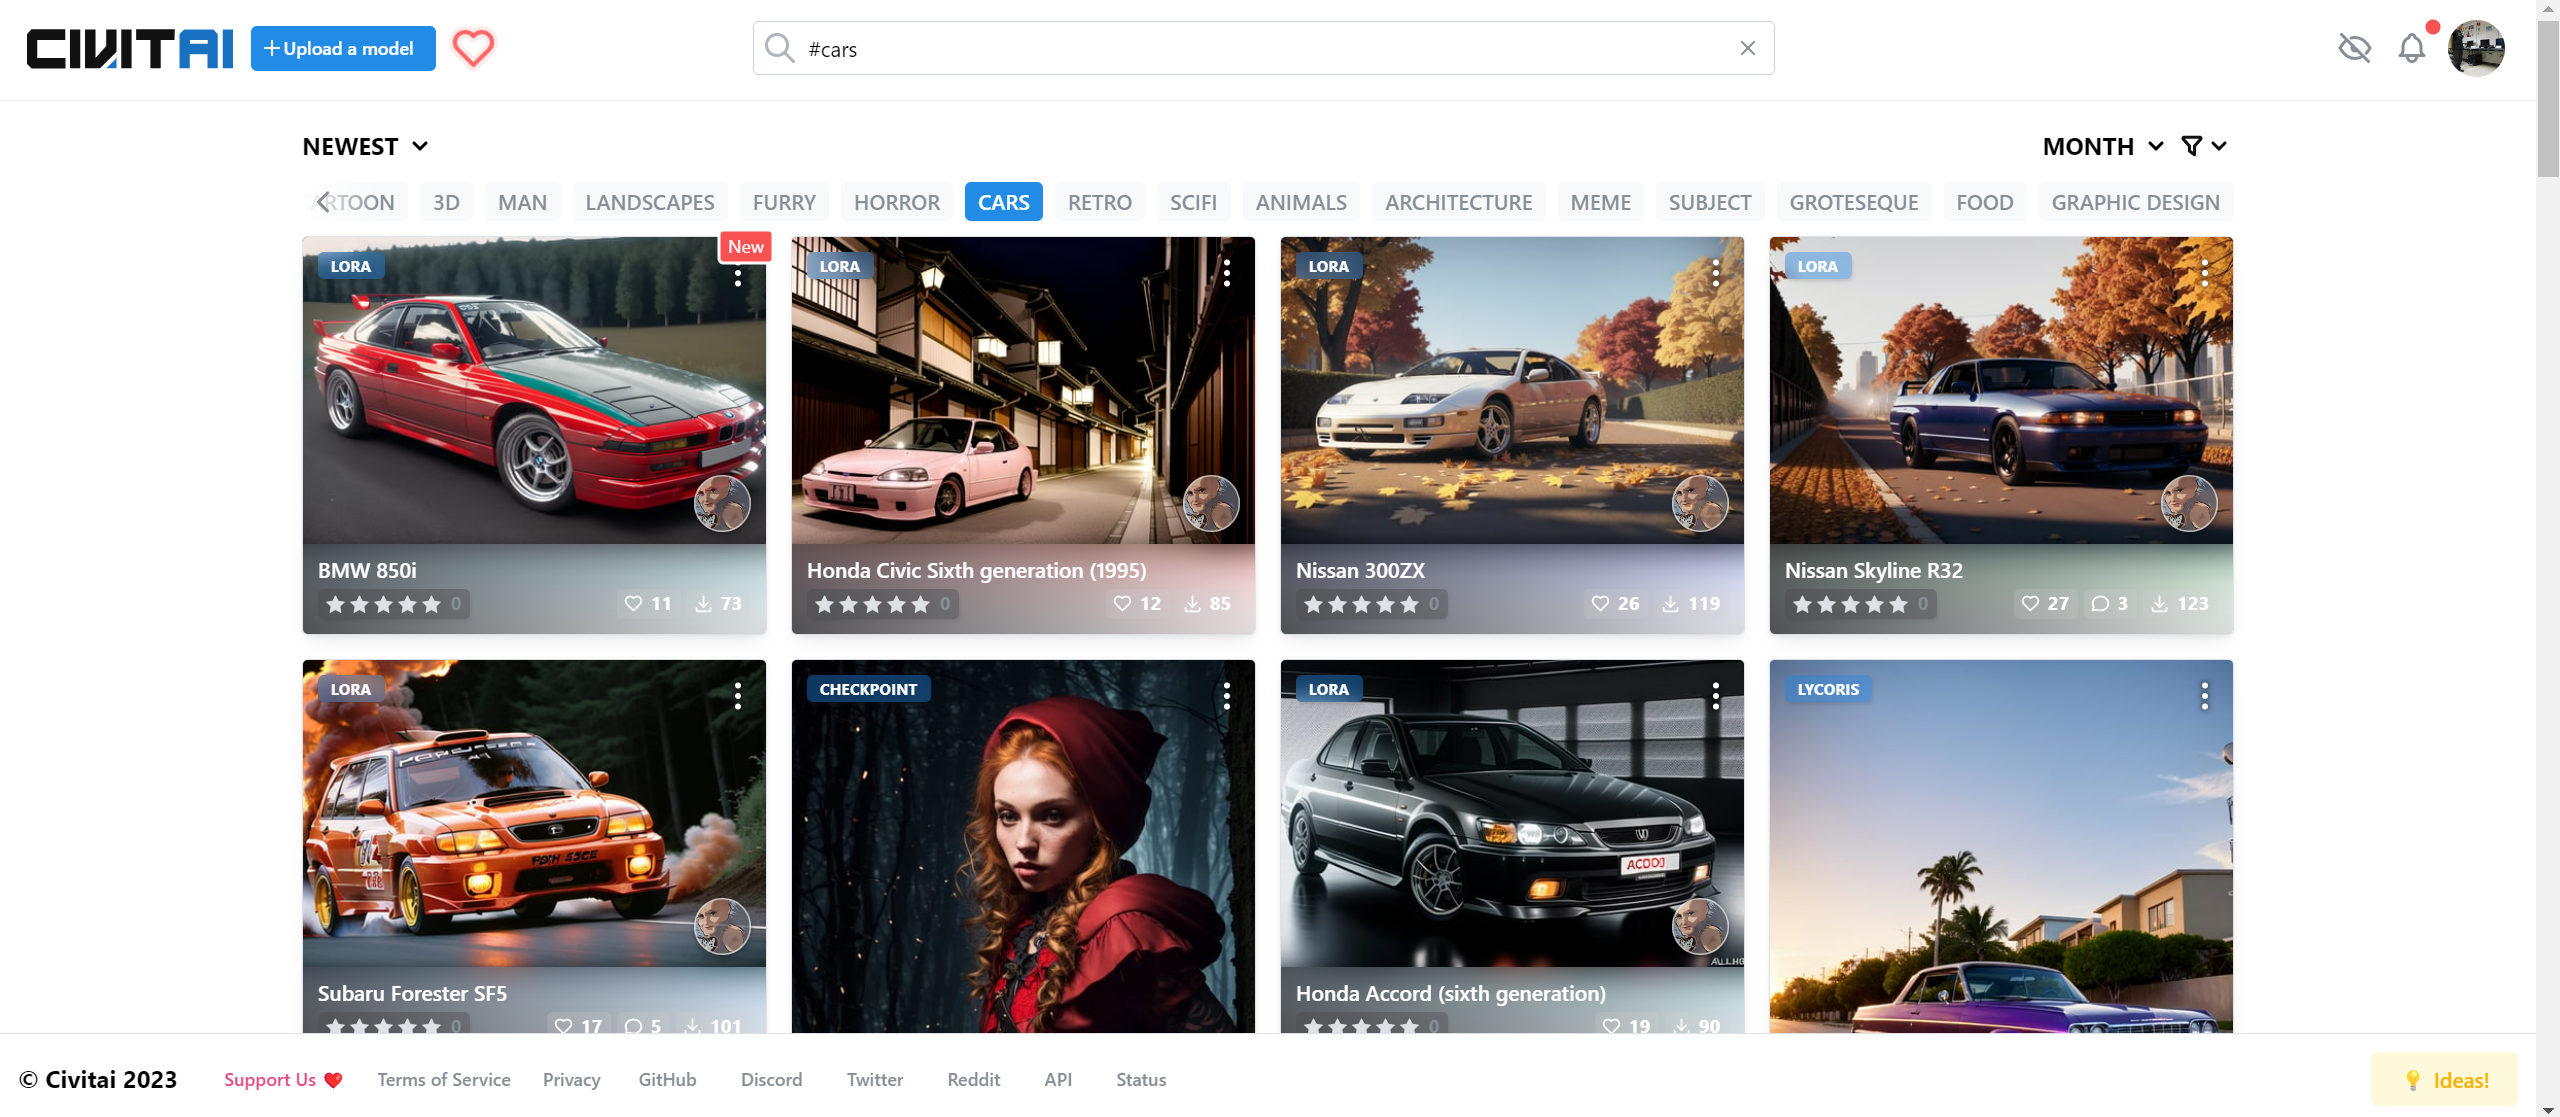 CIVITAI
Upload a model
#cars
NEWEST
MONTH
CARTOON
3D
MAN
LANDSCAPES
FURRY
HORROR
CARS
RETRO
SCIFI
ANIMALS
ARCHITECTURE
MEME
SUBJECT
GROTESEQUE
FOOD
GRAPHIC DESIGN
LORA
New
BMW 850i
0
11
73
LORA
Honda Civic Sixth generation (1995)
0
12
85
LORA
Nissan 300ZX
0
26
119
LORA
Nissan Skyline R32
0
27
3
123
LORA
Subaru Forester SF5
0
17
5
101
CHECKPOINT
LORA
Honda Accord (sixth generation)
0
19
90
LYCORIS
© Civitai 2023
Support Us
Terms of Service
Privacy
GitHub
Discord
Twitter
Reddit
API
Status
Ideas!